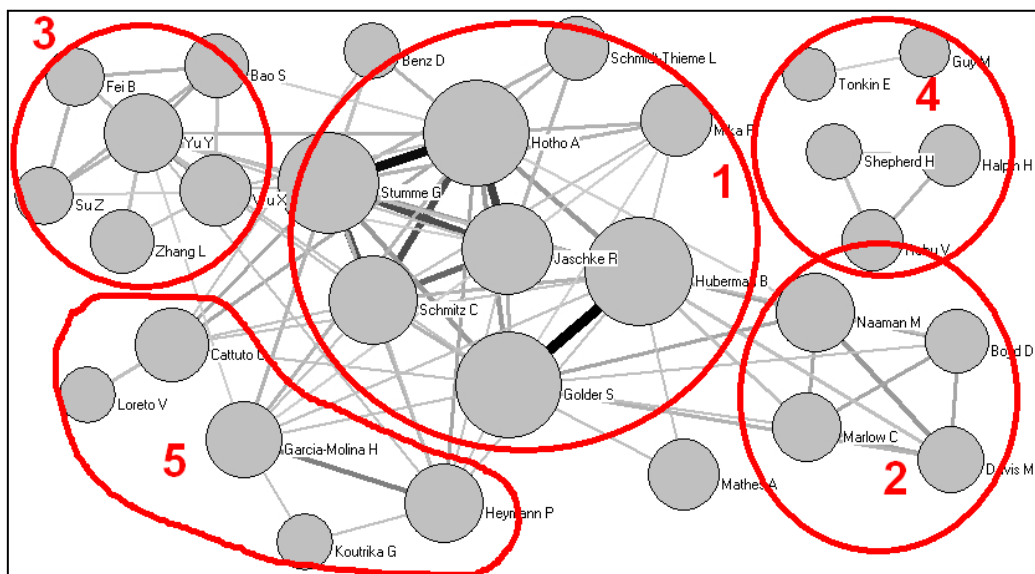 3
Fei B
Bao S
Yu Y
Su Z
Zhang L
Benz D
Schmidt-Thieme L
Hotho A
Stumme G
1
Jaschke R
Huberman B
Schmitz C
Golder S
4
Tonkin E
Guy M
Shepherd H
Halpin H
Naaman M
Boyd D
Marlow C
Davis M
2
Mathes A
Cattuto C
Loreto V
5
Garcia-Molina H
Heymann P
Koutrika G